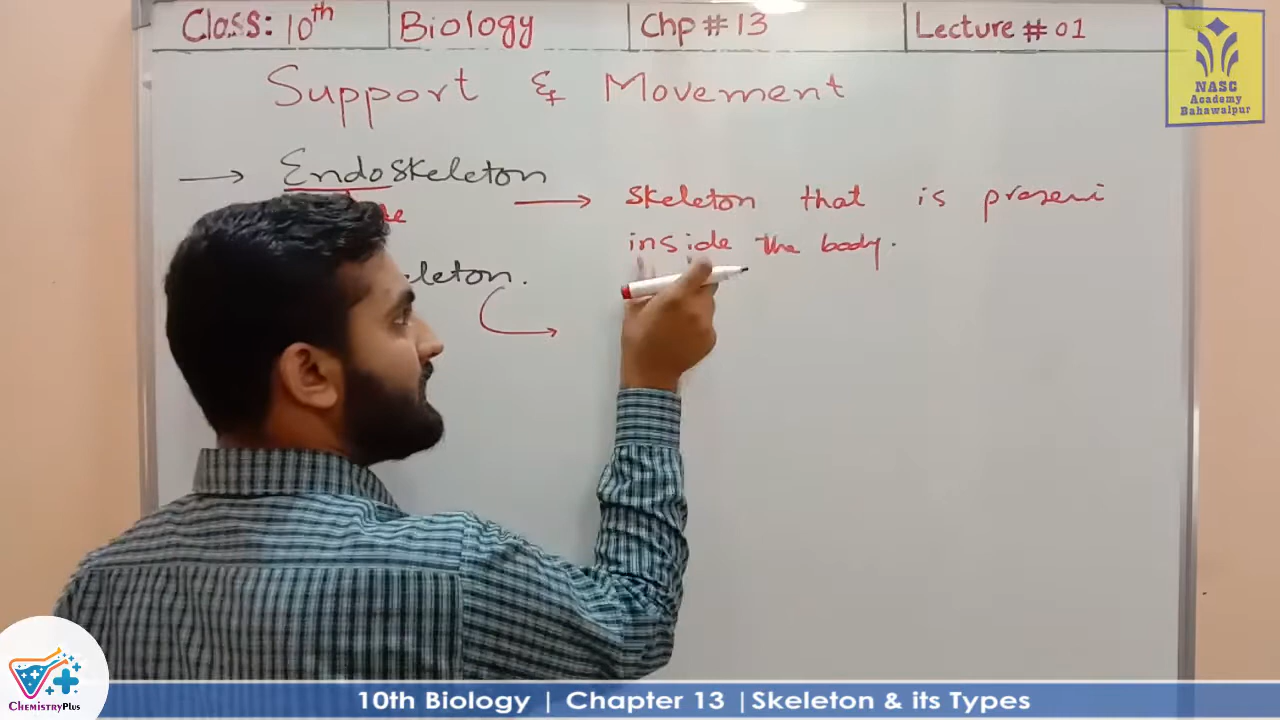 Class: 10th Biology Chp # 13 Lecture # 01
NASC
Academy
Bahawalpur
Support & Movement
→ Endoskeleton
→ skeleton that is present
inside the body.
ChemistryPlus
10th Biology | Chapter 13 |Skeleton & its Types